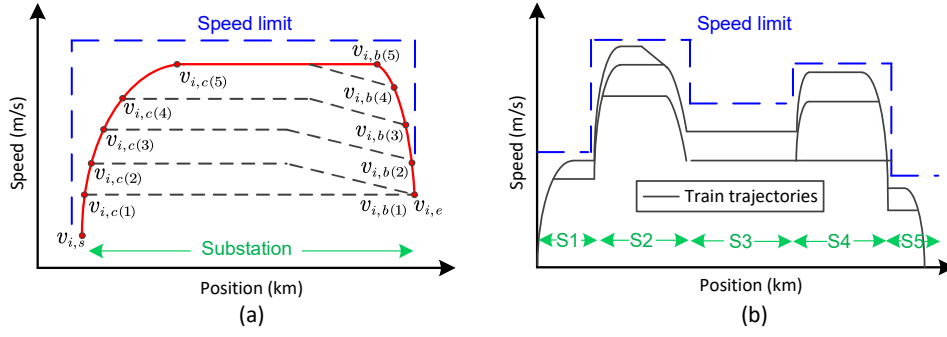 Speed limit
v_{i,b(5)}
v_{i,c(5)}
v_{i,b(4)}
v_{i,c(4)}
v_{i,b(3)}
v_{i,c(3)}
v_{i,b(2)}
v_{i,c(2)}
v_{i,c(1)} v_{i,b(1)} v_{i,e}
v_{i,s}
Substation
Speed (m/s)
Position (km)
(a)
Speed limit
Train trajectories
S1 S2 S3 S4 S5
Speed (m/s)
Position (km)
(b)